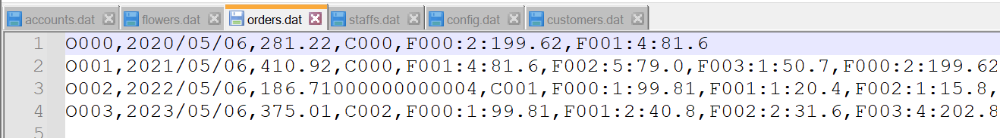 accounts.dat flowers.dat orders.dat staffs.dat config.dat customers.dat
1 O000,2020/05/06,281.22,C000,F000:2:199.62,F001:4:81.6
2 O001,2021/05/06,410.92,C000,F001:4:81.6,F002:5:79.0,F003:1:50.7,F000:2:199.62
3 O002,2022/05/06,186.71000000000004,C001,F000:1:99.81,F001:1:20.4,F002:1:15.8,
4 O003,2023/05/06,375.01,C002,F000:1:99.81,F001:2:40.8,F002:2:31.6,F003:4:202.8
5